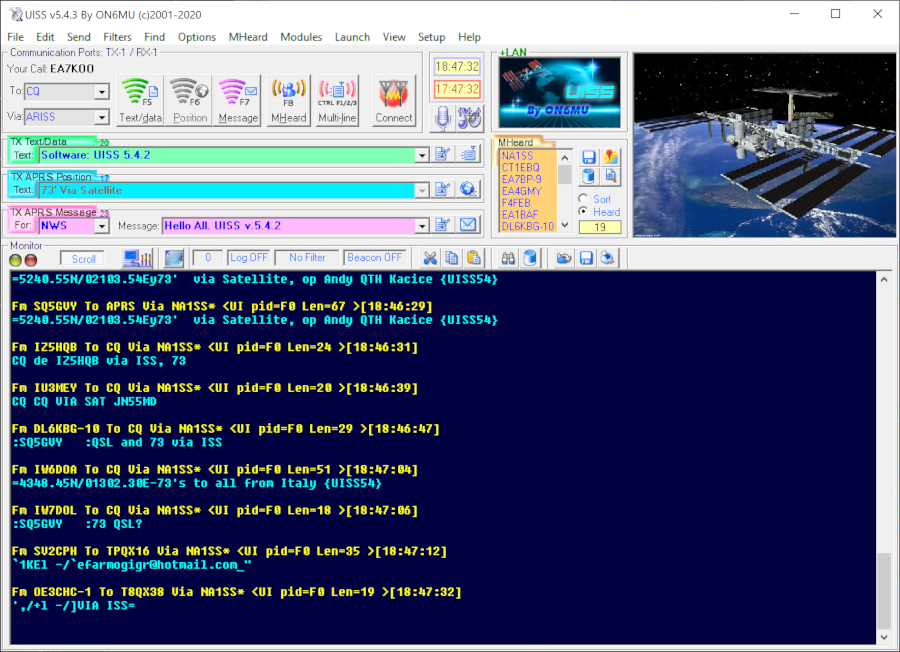 UISS v5.4.3 By ON6MU (c)2001-2020
File Edit Send Filters Find Options MHeard Modules Launch View Setup Help
Communication Ports: TX-1 / RX-1
Your Call: EA7KOO
To: CQ
Via: ARISS
F5
Text/data
F6
Position
F7
Message
F8
MHeard
CTRL F1/2/3
Multi-line
Connect
18:47:32
17:47:32
+LAN
UISS
By ON6MU
TX Text/Data 20
Text: Software: UISS 5.4.2
TX APRS Position 17
Text: 73' Via Satellite
TX APRS Message 23
For: NWS Message: Hello All. UISS v.5.4.2
MHeard
NA1SS
CT1EBQ
EA7BP-9
EA4GMY
F4FEB
EA1BAF
DL6KBG-10
Sort
Heard
19
Monitor
Scroll 0 Log OFF No Filter Beacon OFF
=5240.55N/02103.54Ey73'  via Satellite, op Andy QTH Kacice {UISS54}
Fm SQ5GVY To APRS Via NA1SS* <UI pid=F0 Len=67 >[18:46:29]
=5240.55N/02103.54Ey73'  via Satellite, op Andy QTH Kacice {UISS54}
Fm IZ5HQB To CQ Via NA1SS* <UI pid=F0 Len=24 >[18:46:31]
CQ de IZ5HQB via ISS, 73
Fm IU3MEY To CQ Via NA1SS* <UI pid=F0 Len=20 >[18:46:39]
CQ CQ VIA SAT JN55MD
Fm DL6KBG-10 To CQ Via NA1SS* <UI pid=F0 Len=29 >[18:46:47]
:SQ5GVY   :QSL and 73 via ISS
Fm IW6DOA To CQ Via NA1SS* <UI pid=F0 Len=51 >[18:47:04]
=4348.45N/01302.30E-73's to all from Italy {UISS54}
Fm IW7DOL To CQ Via NA1SS* <UI pid=F0 Len=18 >[18:47:06]
:SQ5GVY   :73 QSL?
Fm SV2CPH To TPQX16 Via NA1SS* <UI pid=F0 Len=35 >[18:47:12]
`1KEl -/`efarmogigr@hotmail.com_"
Fm OE3CHC-1 To T8QX38 Via NA1SS* <UI pid=F0 Len=19 >[18:47:32]
',/+l -/]VIA ISS=